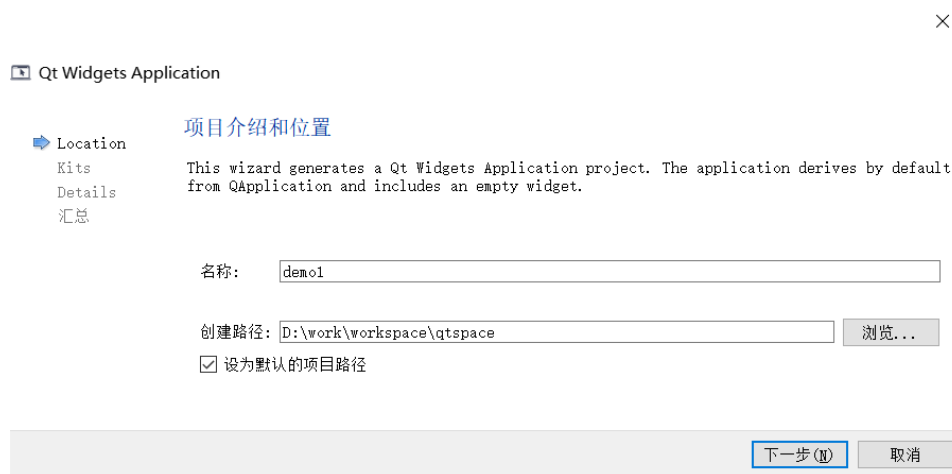 Qt Widgets Application
Location
Kits
Details
汇总
项目介绍和位置
This wizard generates a Qt Widgets Application project. The application derives by default
from QApplication and includes an empty widget.
名称: demo1
创建路径: D:\work\workspace\qtspace 浏览...
设为默认的项目路径
下一步(N) 取消